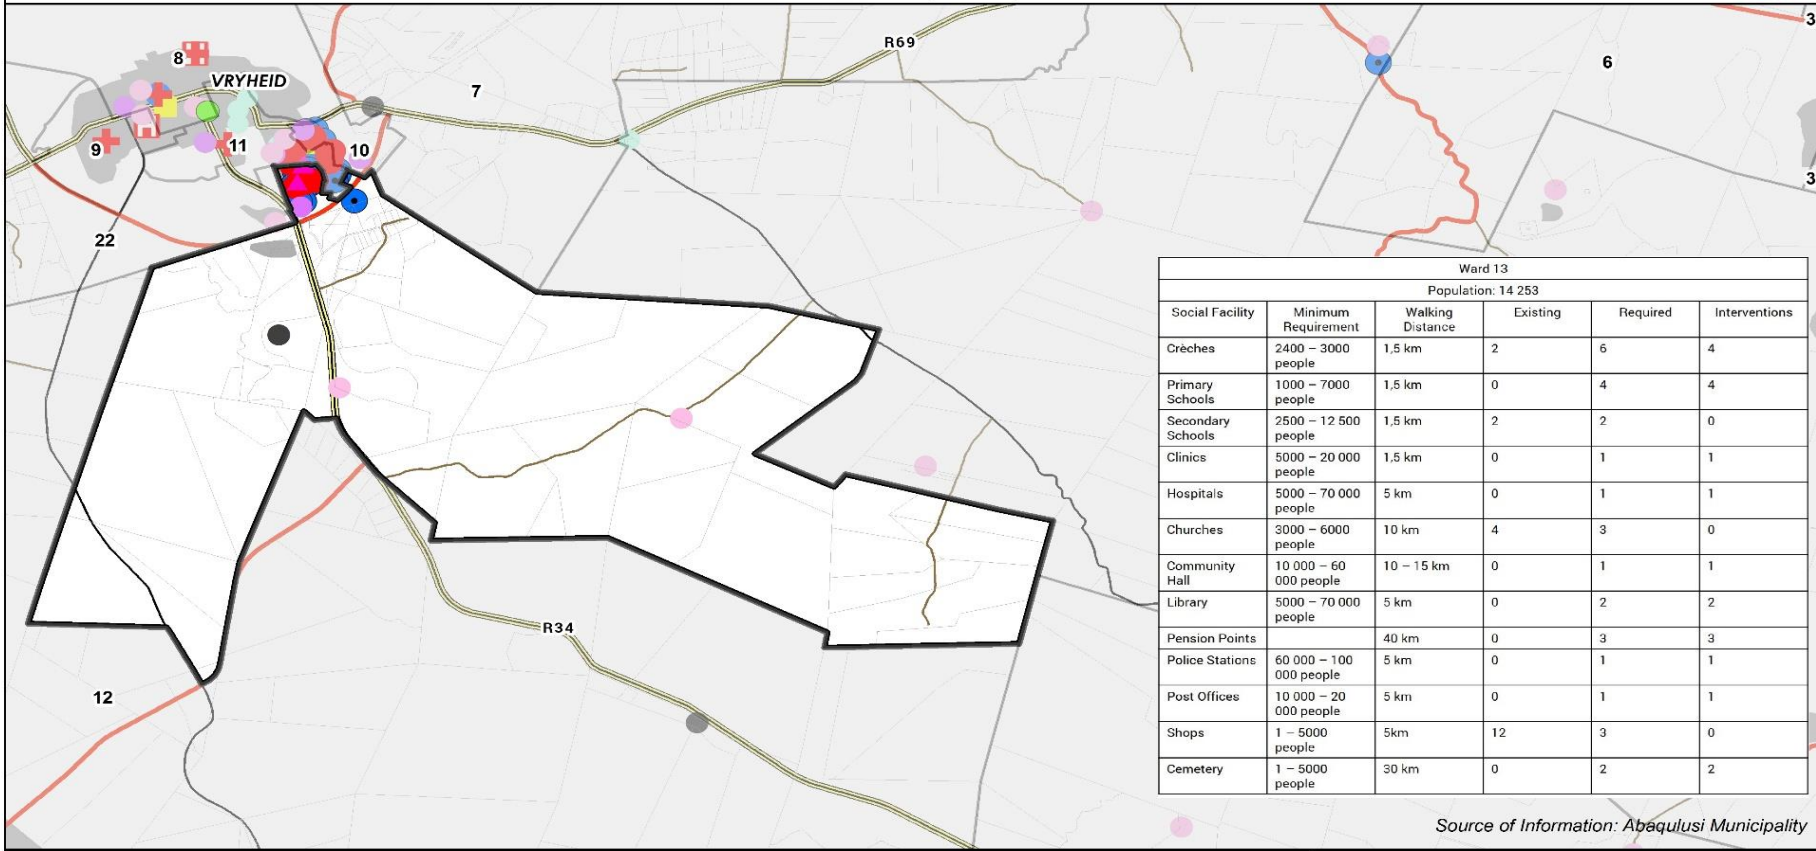 R69
3
6
8
VRYHEID
7
9
11
10
3
22
Ward 13
Population: 14 253
Social Facility Minimum Requirement Walking Distance Existing Required Interventions
Crèches 2400 – 3000 people 1,5 km 2 6 4
Primary Schools 1000 – 7000 people 1,5 km 0 4 4
Secondary Schools 2500 – 12 500 people 1,5 km 2 2 0
Clinics 5000 – 20 000 people 1,5 km 0 1 1
Hospitals 5000 – 70 000 people 5 km 0 1 1
Churches 3000 – 6000 people 10 km 4 3 0
Community Hall 10 000 – 60 000 people 10 – 15 km 0 1 1
Library 5000 – 70 000 people 5 km 0 2 2
Pension Points 40 km 0 3 3
Police Stations 60 000 – 100 000 people 5 km 0 1 1
Post Offices 10 000 – 20 000 people 5 km 0 1 1
Shops 1 – 5000 people 5km 12 3 0
Cemetery 1 – 5000 people 30 km 0 2 2
R34
12
Source of Information: Abaqulusi Municipality